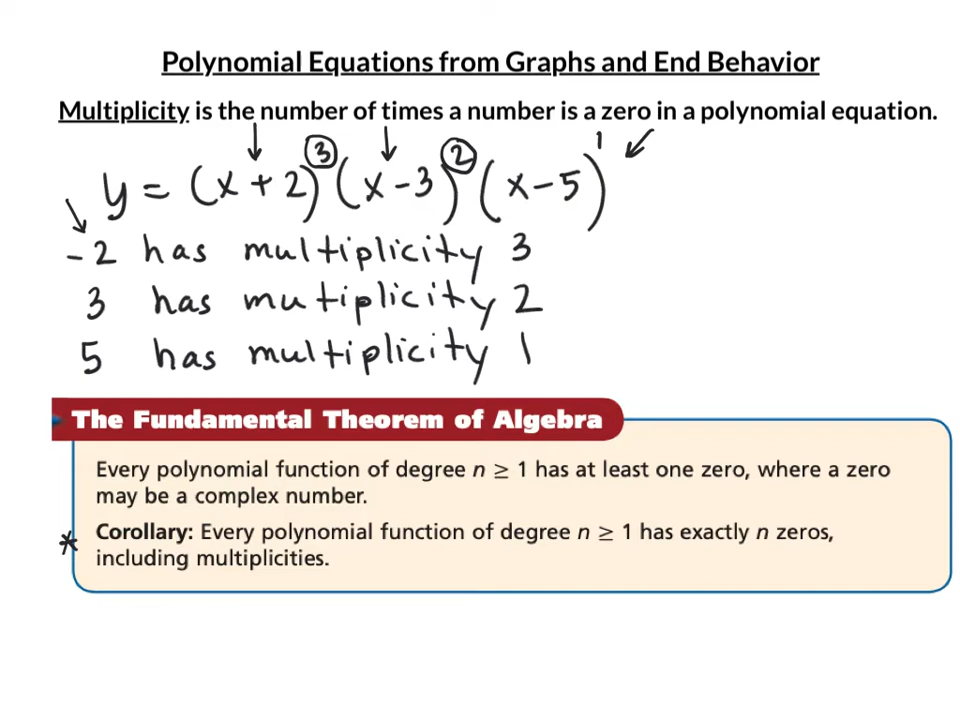 Polynomial Equations from Graphs and End Behavior
Multiplicity is the number of times a number is a zero in a polynomial equation.
y = (x + 2)³ (x - 3)² (x - 5)¹
-2 has multiplicity 3
3 has mutiplicity 2
5 has multiplicity 1
The Fundamental Theorem of Algebra
Every polynomial function of degree n ≥ 1 has at least one zero, where a zero
may be a complex number.
* Corollary: Every polynomial function of degree n ≥ 1 has exactly n zeros,
including multiplicities.